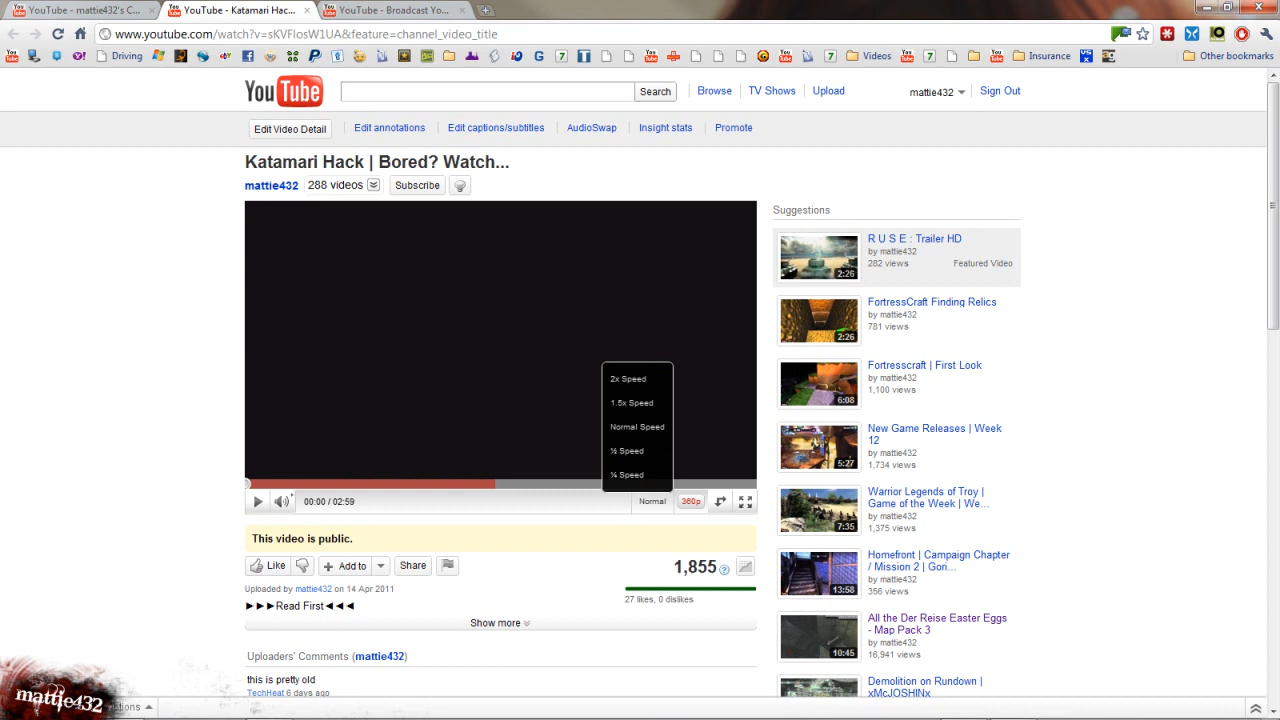 YouTube - mattie432's C...
YouTube - Katamari Hac...
YouTube - Broadcast Yo...
www.youtube.com/watch?v=sKVFlosW1UA&feature=channel_video_title
Driving
Videos
Insurance
Other bookmarks
YouTube
Search
Browse
TV Shows
Upload
mattie432
Sign Out
Edit Video Detail
Edit annotations
Edit captions/subtitles
AudioSwap
Insight stats
Promote
Katamari Hack | Bored? Watch...
mattie432 288 videos
Subscribe
2x Speed
1.5x Speed
Normal Speed
½ Speed
¼ Speed
00:00 / 02:59
Normal
360p
This video is public.
Like
Add to
Share
1,855
Uploaded by mattie432 on 14 Apr 2011
27 likes, 0 dislikes
►►►Read First◄◄◄
Show more
Uploaders' Comments (mattie432)
this is pretty old
TechHeat 6 days ago
Suggestions
2:26
R U S E : Trailer HD
by mattie432
282 views
Featured Video
2:26
FortressCraft Finding Relics
by mattie432
781 views
6:08
Fortresscraft | First Look
by mattie432
1,100 views
5:27
New Game Releases | Week
12
by mattie432
1,734 views
7:35
Warrior Legends of Troy |
Game of the Week | We...
by mattie432
1,375 views
13:58
Homefront | Campaign Chapter
/ Mission 2 | Gori...
by mattie432
356 views
10:45
All the Der Reise Easter Eggs
- Map Pack 3
by mattie432
16,941 views
Demolition on Rundown |
xMcJOSHINx
mattie432